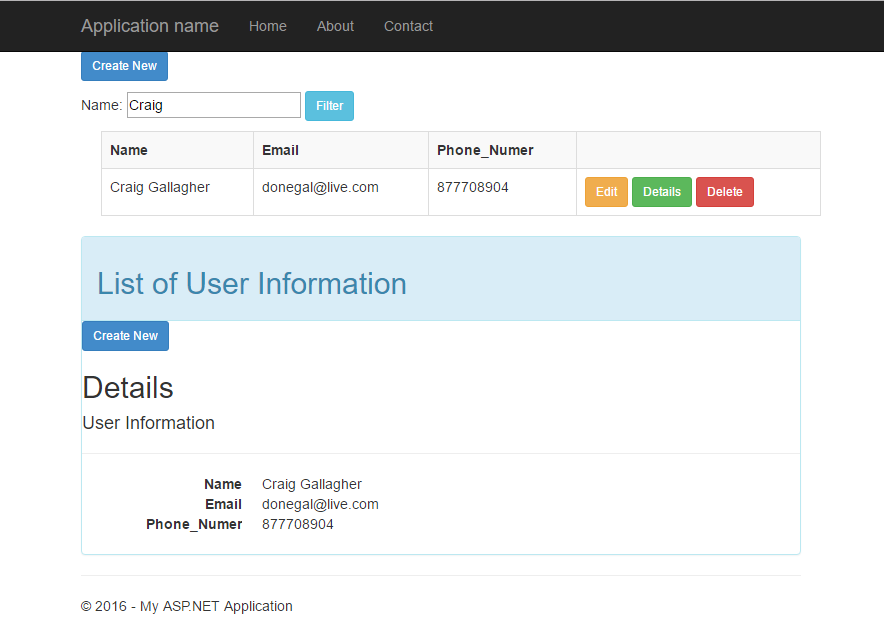 Application name Home About Contact
Create New
Name: Craig Filter
Name Email Phone_Numer
Craig Gallagher donegal@live.com 877708904 Edit Details Delete
List of User Information
Create New
Details
User Information
Name Craig Gallagher
Email donegal@live.com
Phone_Numer 877708904
© 2016 - My ASP.NET Application